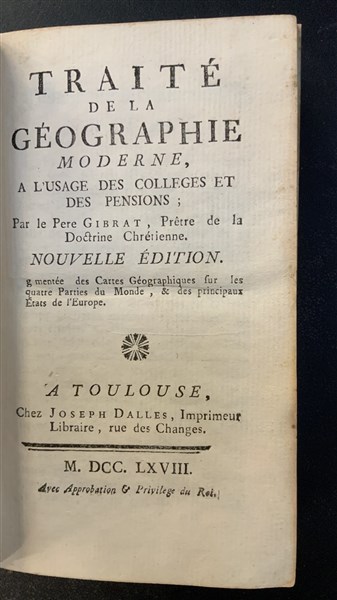 TRAITÉ
DE LA
GÉOGRAPHIE
MODERNE,
A L'USAGE DES COLLEGES ET
DES PENSIONS ;
Par le Pere GIBRAT, Prêtre de la
Doctrine Chrétienne.
NOUVELLE ÉDITION.
gmentée des Cartes Géographiques sur les
quatre Parties du Monde, & des principaux
États de l'Europe.
A TOULOUSE,
Chez JOSEPH DALLES, Imprimeur
Libraire, rue des Changes.
M. DCC. LXVIII.
Avec Approbation & Privilege du Roi.